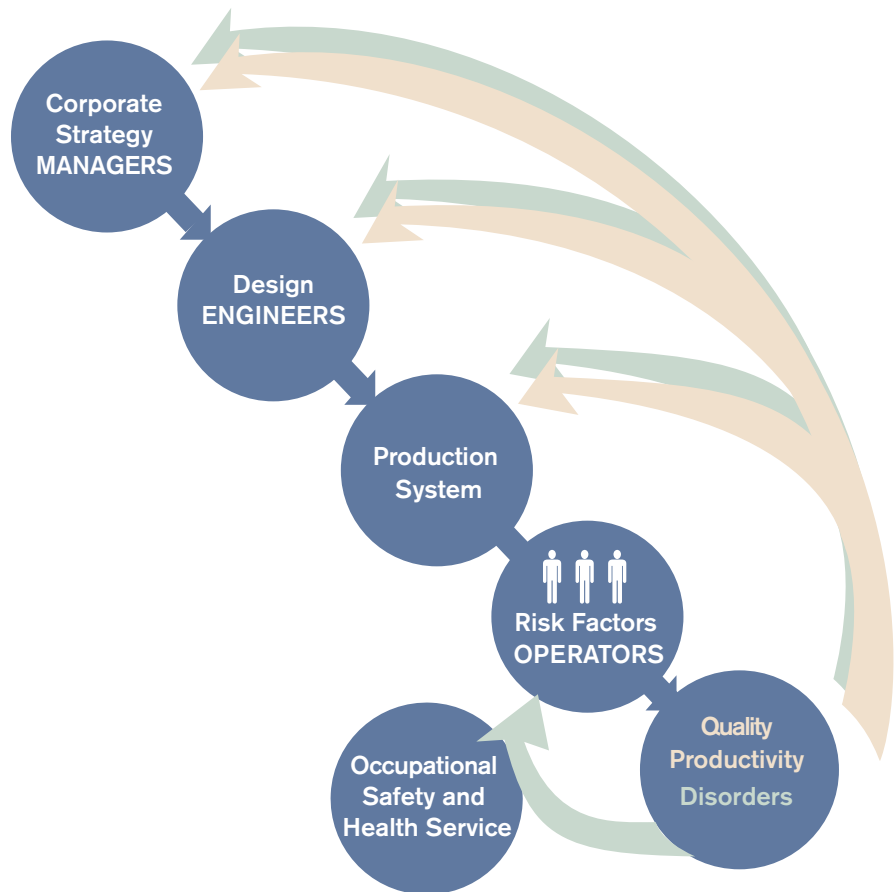 Corporate
Strategy
MANAGERS
Design
ENGINEERS
Production
System
Risk Factors
OPERATORS
Quality
Productivity
Disorders
Occupational
Safety and
Health Service